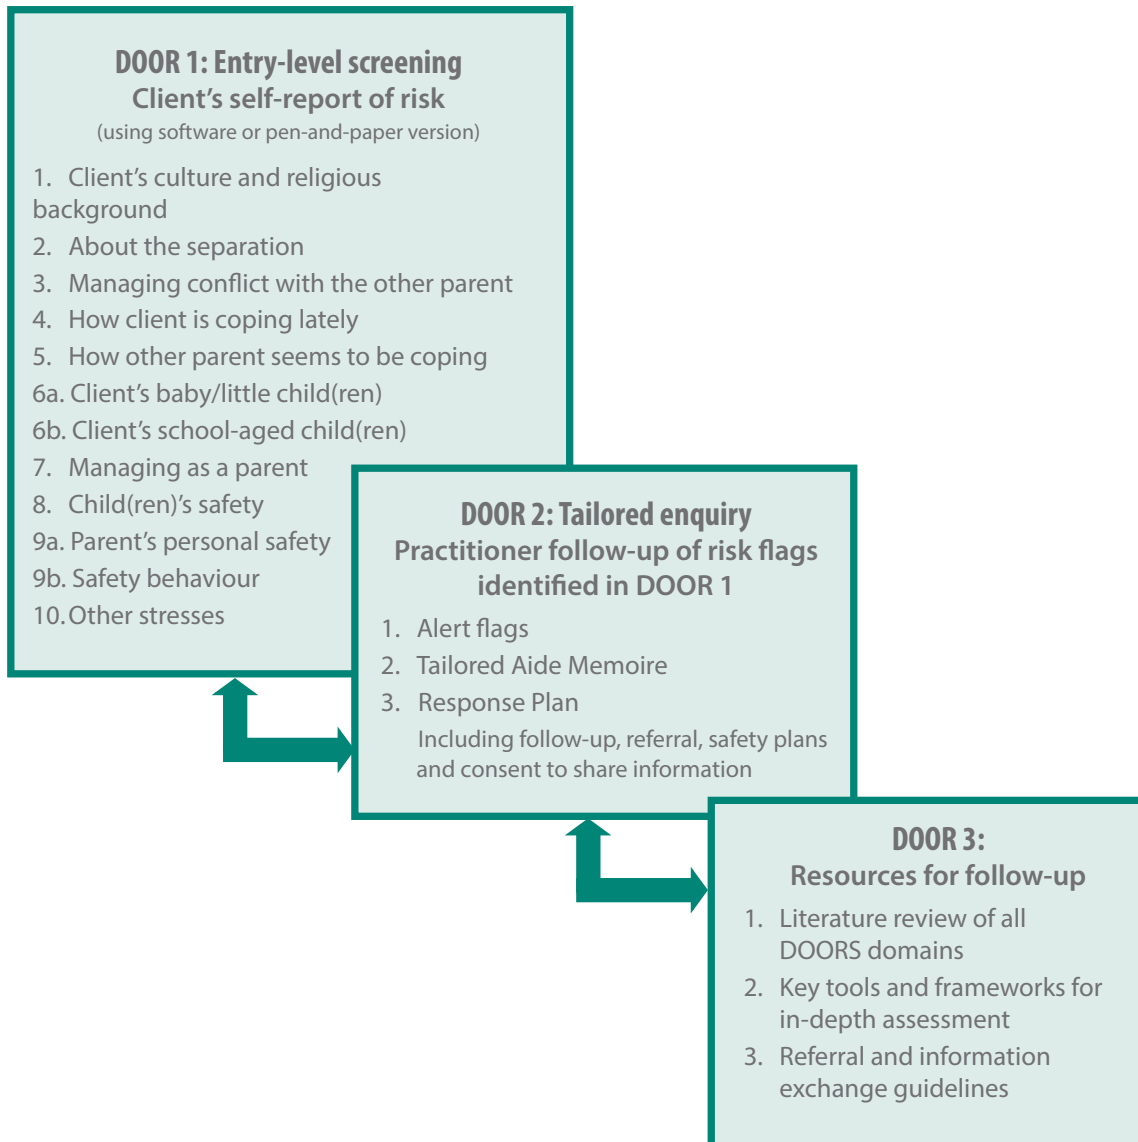 DOOR 1: Entry-level screening
Client’s self-report of risk
(using software or pen-and-paper version)
1. Client’s culture and religious
background
2. About the separation
3. Managing conflict with the other parent
4. How client is coping lately
5. How other parent seems to be coping
6a. Client’s baby/little child(ren)
6b. Client’s school-aged child(ren)
7. Managing as a parent
8. Child(ren)’s safety
9a. Parent’s personal safety
9b. Safety behaviour
10. Other stresses
DOOR 2: Tailored enquiry
Practitioner follow-up of risk flags
identified in DOOR 1
1. Alert flags
2. Tailored Aide Memoire
3. Response Plan
Including follow-up, referral, safety plans
and consent to share information
DOOR 3:
Resources for follow-up
1. Literature review of all
DOORS domains
2. Key tools and frameworks for
in-depth assessment
3. Referral and information
exchange guidelines